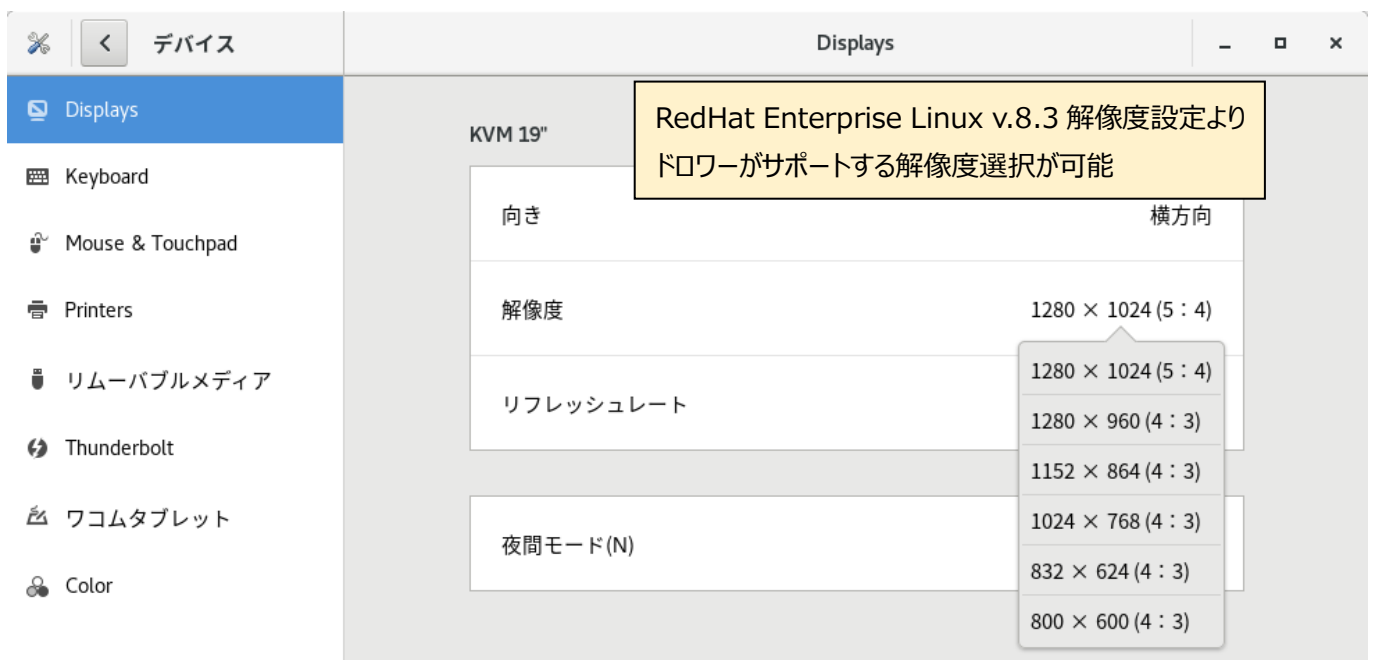 デバイス
Displays
Displays
Keyboard
Mouse & Touchpad
Printers
リムーバブルメディア
Thunderbolt
ワコムタブレット
Color
KVM 19"
RedHat Enterprise Linux v.8.3 解像度設定より
ドロワーがサポートする解像度選択が可能
向き 横方向
解像度 1280 × 1024 (5：4)
リフレッシュレート
夜間モード(N)
1280 × 1024 (5：4)
1280 × 960 (4：3)
1152 × 864 (4：3)
1024 × 768 (4：3)
832 × 624 (4：3)
800 × 600 (4：3)